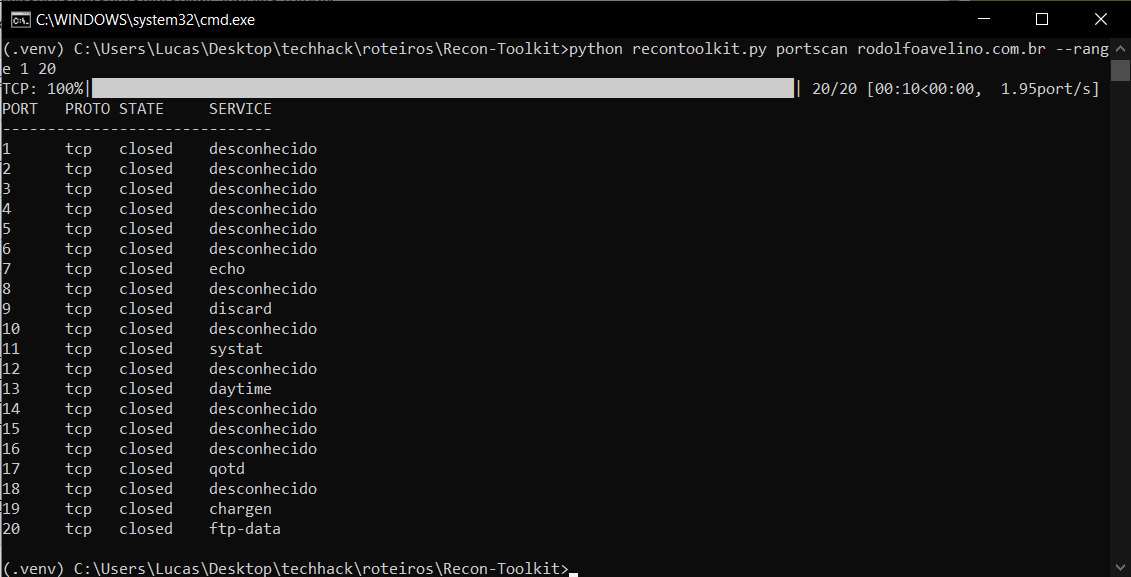 C:\WINDOWS\system32\cmd.exe
(.venv) C:\Users\Lucas\Desktop\techhack\roteiros\Recon-Toolkit>python recontoolkit.py portscan rodolfoavelino.com.br --rang
e 1 20
TCP: 100%|██████████| 20/20 [00:10<00:00,  1.95port/s]
PORT   PROTO STATE     SERVICE
------------------------------
1      tcp   closed    desconhecido
2      tcp   closed    desconhecido
3      tcp   closed    desconhecido
4      tcp   closed    desconhecido
5      tcp   closed    desconhecido
6      tcp   closed    desconhecido
7      tcp   closed    echo
8      tcp   closed    desconhecido
9      tcp   closed    discard
10     tcp   closed    desconhecido
11     tcp   closed    systat
12     tcp   closed    desconhecido
13     tcp   closed    daytime
14     tcp   closed    desconhecido
15     tcp   closed    desconhecido
16     tcp   closed    desconhecido
17     tcp   closed    qotd
18     tcp   closed    desconhecido
19     tcp   closed    chargen
20     tcp   closed    ftp-data
(.venv) C:\Users\Lucas\Desktop\techhack\roteiros\Recon-Toolkit>